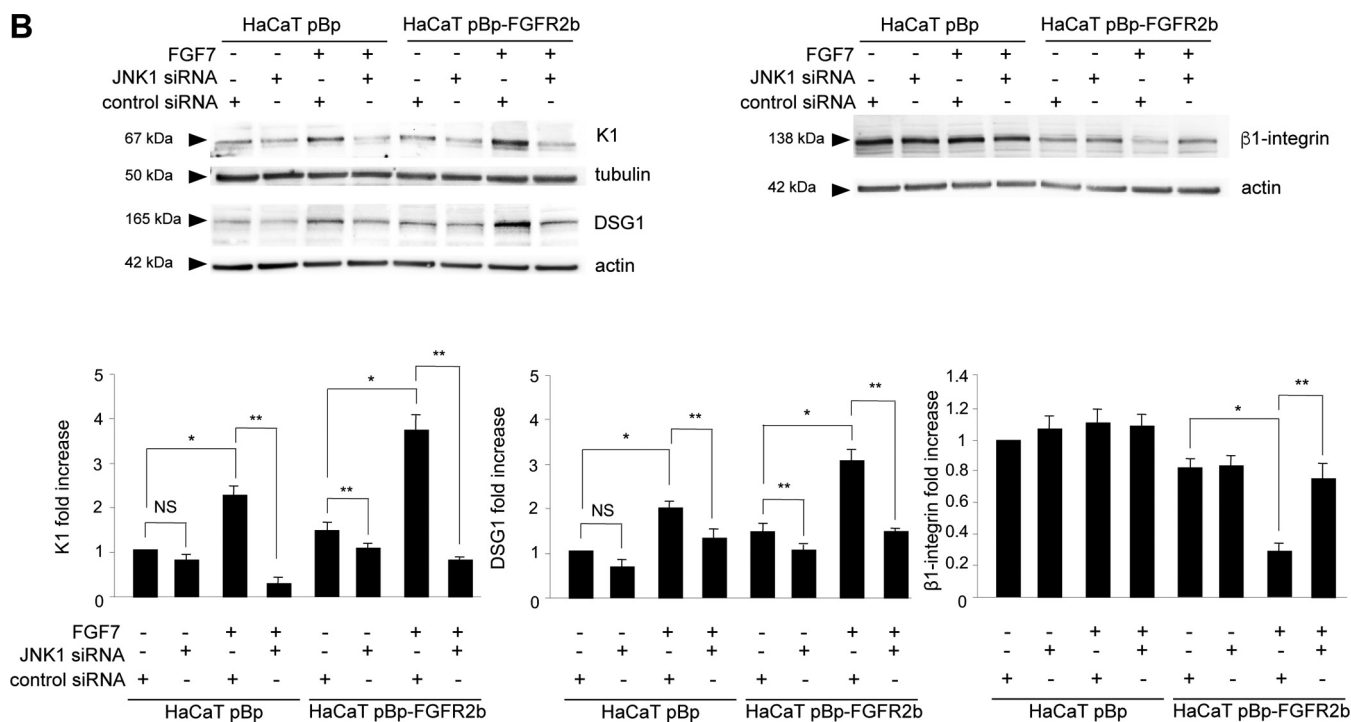 B
HaCaT pBp HaCaT pBp-FGFR2b
FGF7 - - + + - - + +
JNK1 siRNA - + - + - + - +
control siRNA + - + - + - + -
67 kDa K1
50 kDa tubulin
165 kDa DSG1
42 kDa actin
HaCaT pBp HaCaT pBp-FGFR2b
FGF7 - - + + - - + +
JNK1 siRNA - + - + - + - +
control siRNA + - + - + - + -
138 kDa β1-integrin
42 kDa actin
K1 fold increase
5
4
3
2
1
0
NS * ** ** * **
FGF7 - - + + - - + +
JNK1 siRNA - + - + - + - +
control siRNA + - + - + - + -
HaCaT pBp HaCaT pBp-FGFR2b
DSG1 fold increase
5
4
3
2
1
0
NS * ** ** * **
- - + + - - + +
- + - + - + - +
+ - + - + - + -
HaCaT pBp HaCaT pBp-FGFR2b
β1-integrin fold increase
1.4
1.2
1
0.8
0.6
0.4
0.2
0
* **
- - + + - - + +
- + - + - + - +
+ - + - + - + -
HaCaT pBp HaCaT pBp-FGFR2b